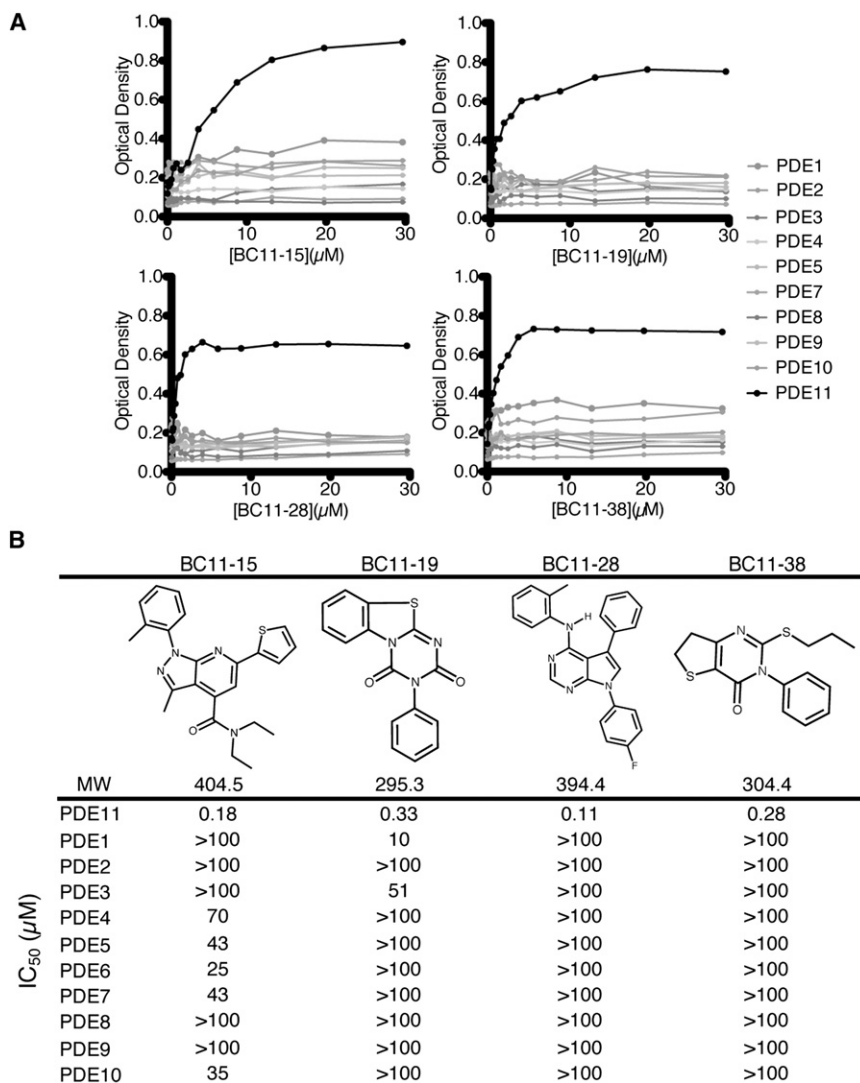 A
Optical Density
1.0
0.8
0.6
0.4
0.2
0.0
0 10 20 30
[BC11-15](µM)
Optical Density
1.0
0.8
0.6
0.4
0.2
0.0
0 10 20 30
[BC11-19](µM)
Optical Density
1.0
0.8
0.6
0.4
0.2
0.0
0 10 20 30
[BC11-28](µM)
Optical Density
1.0
0.8
0.6
0.4
0.2
0.0
0 10 20 30
[BC11-38](µM)
PDE1
PDE2
PDE3
PDE4
PDE5
PDE7
PDE8
PDE9
PDE10
PDE11
B
BC11-15 BC11-19 BC11-28 BC11-38
N N N N S O N
S N N N O O
N H N N N F
N S S N O
MW 404.5 295.3 394.4 304.4
IC50 (µM)
PDE11 0.18 0.33 0.11 0.28
PDE1 >100 10 >100 >100
PDE2 >100 >100 >100 >100
PDE3 >100 51 >100 >100
PDE4 70 >100 >100 >100
PDE5 43 >100 >100 >100
PDE6 25 >100 >100 >100
PDE7 43 >100 >100 >100
PDE8 >100 >100 >100 >100
PDE9 >100 >100 >100 >100
PDE10 35 >100 >100 >100